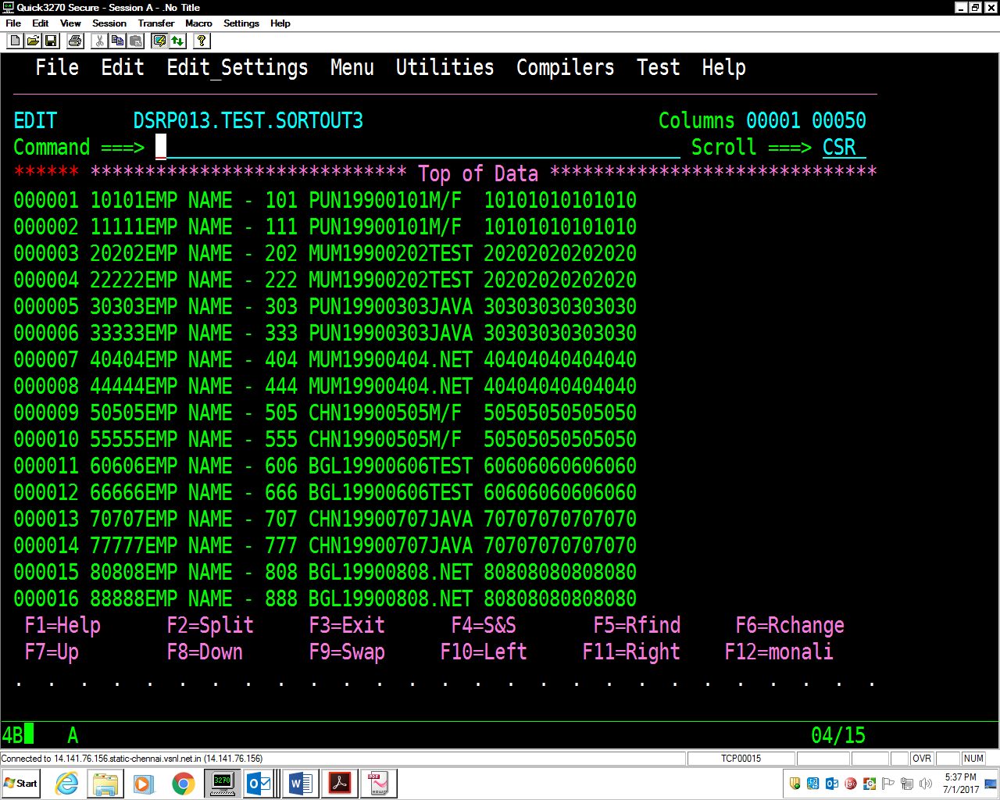 Quick3270 Secure - Session A - .No Title
File Edit View Session Transfer Macro Settings Help
File Edit Edit_Settings Menu Utilities Compilers Test Help
EDIT DSRP013.TEST.SORTOUT3 Columns 00001 00050
Command ===> Scroll ===> CSR
****** ***************************** Top of Data ******************************
000001 10101EMP NAME - 101 PUN19900101M/F  10101010101010
000002 11111EMP NAME - 111 PUN19900101M/F  10101010101010
000003 20202EMP NAME - 202 MUM19900202TEST 20202020202020
000004 22222EMP NAME - 222 MUM19900202TEST 20202020202020
000005 30303EMP NAME - 303 PUN19900303JAVA 30303030303030
000006 33333EMP NAME - 333 PUN19900303JAVA 30303030303030
000007 40404EMP NAME - 404 MUM19900404.NET 40404040404040
000008 44444EMP NAME - 444 MUM19900404.NET 40404040404040
000009 50505EMP NAME - 505 CHN19900505M/F  50505050505050
000010 55555EMP NAME - 555 CHN19900505M/F  50505050505050
000011 60606EMP NAME - 606 BGL19900606TEST 60606060606060
000012 66666EMP NAME - 666 BGL19900606TEST 60606060606060
000013 70707EMP NAME - 707 CHN19900707JAVA 70707070707070
000014 77777EMP NAME - 777 CHN19900707JAVA 70707070707070
000015 80808EMP NAME - 808 BGL19900808.NET 80808080808080
000016 88888EMP NAME - 888 BGL19900808.NET 80808080808080
F1=Help F2=Split F3=Exit F4=S&S F5=Rfind F6=Rchange
F7=Up F8=Down F9=Swap F10=Left F11=Right F12=monali
. . . . . . . . . . . . . . . . . . . . . . . . . . .
4B A 04/15
Connected to 14.141.76.156.static-chennai.vsnl.net.in (14.141.76.156) TCP00015 OVR NUM
Start 3270 5:37 PM
7/1/2017